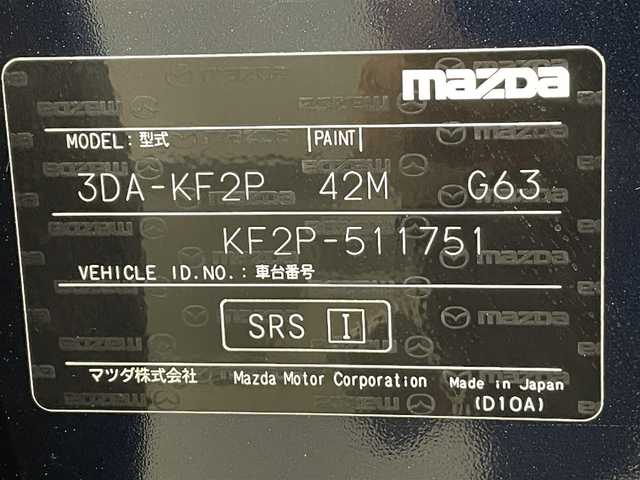 mazda
MODEL: 型式 PAINT
3DA-KF2P 42M G63
KF2P-511751
VEHICLE ID.NO.: 車台番号
SRS I
マツダ株式会社 Mazda Motor Corporation Made in Japan
(D10A)